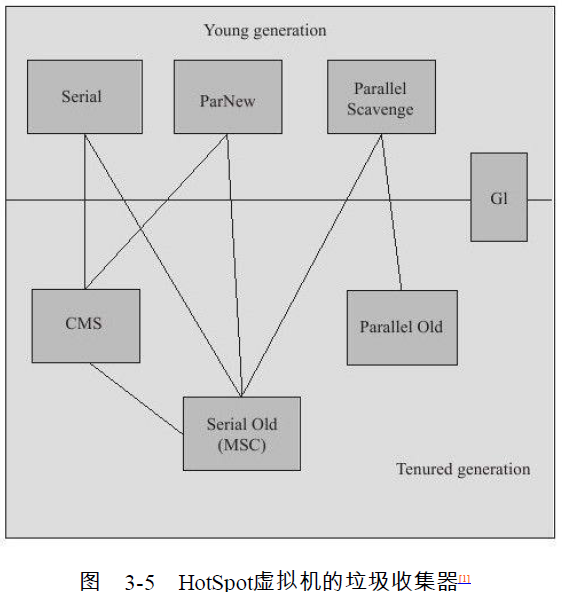 Young generation
Serial
ParNew
Parallel
Scavenge
Gl
CMS
Parallel Old
Serial Old
(MSC)
Tenured generation
图 3-5 HotSpot虚拟机的垃圾收集器[1]